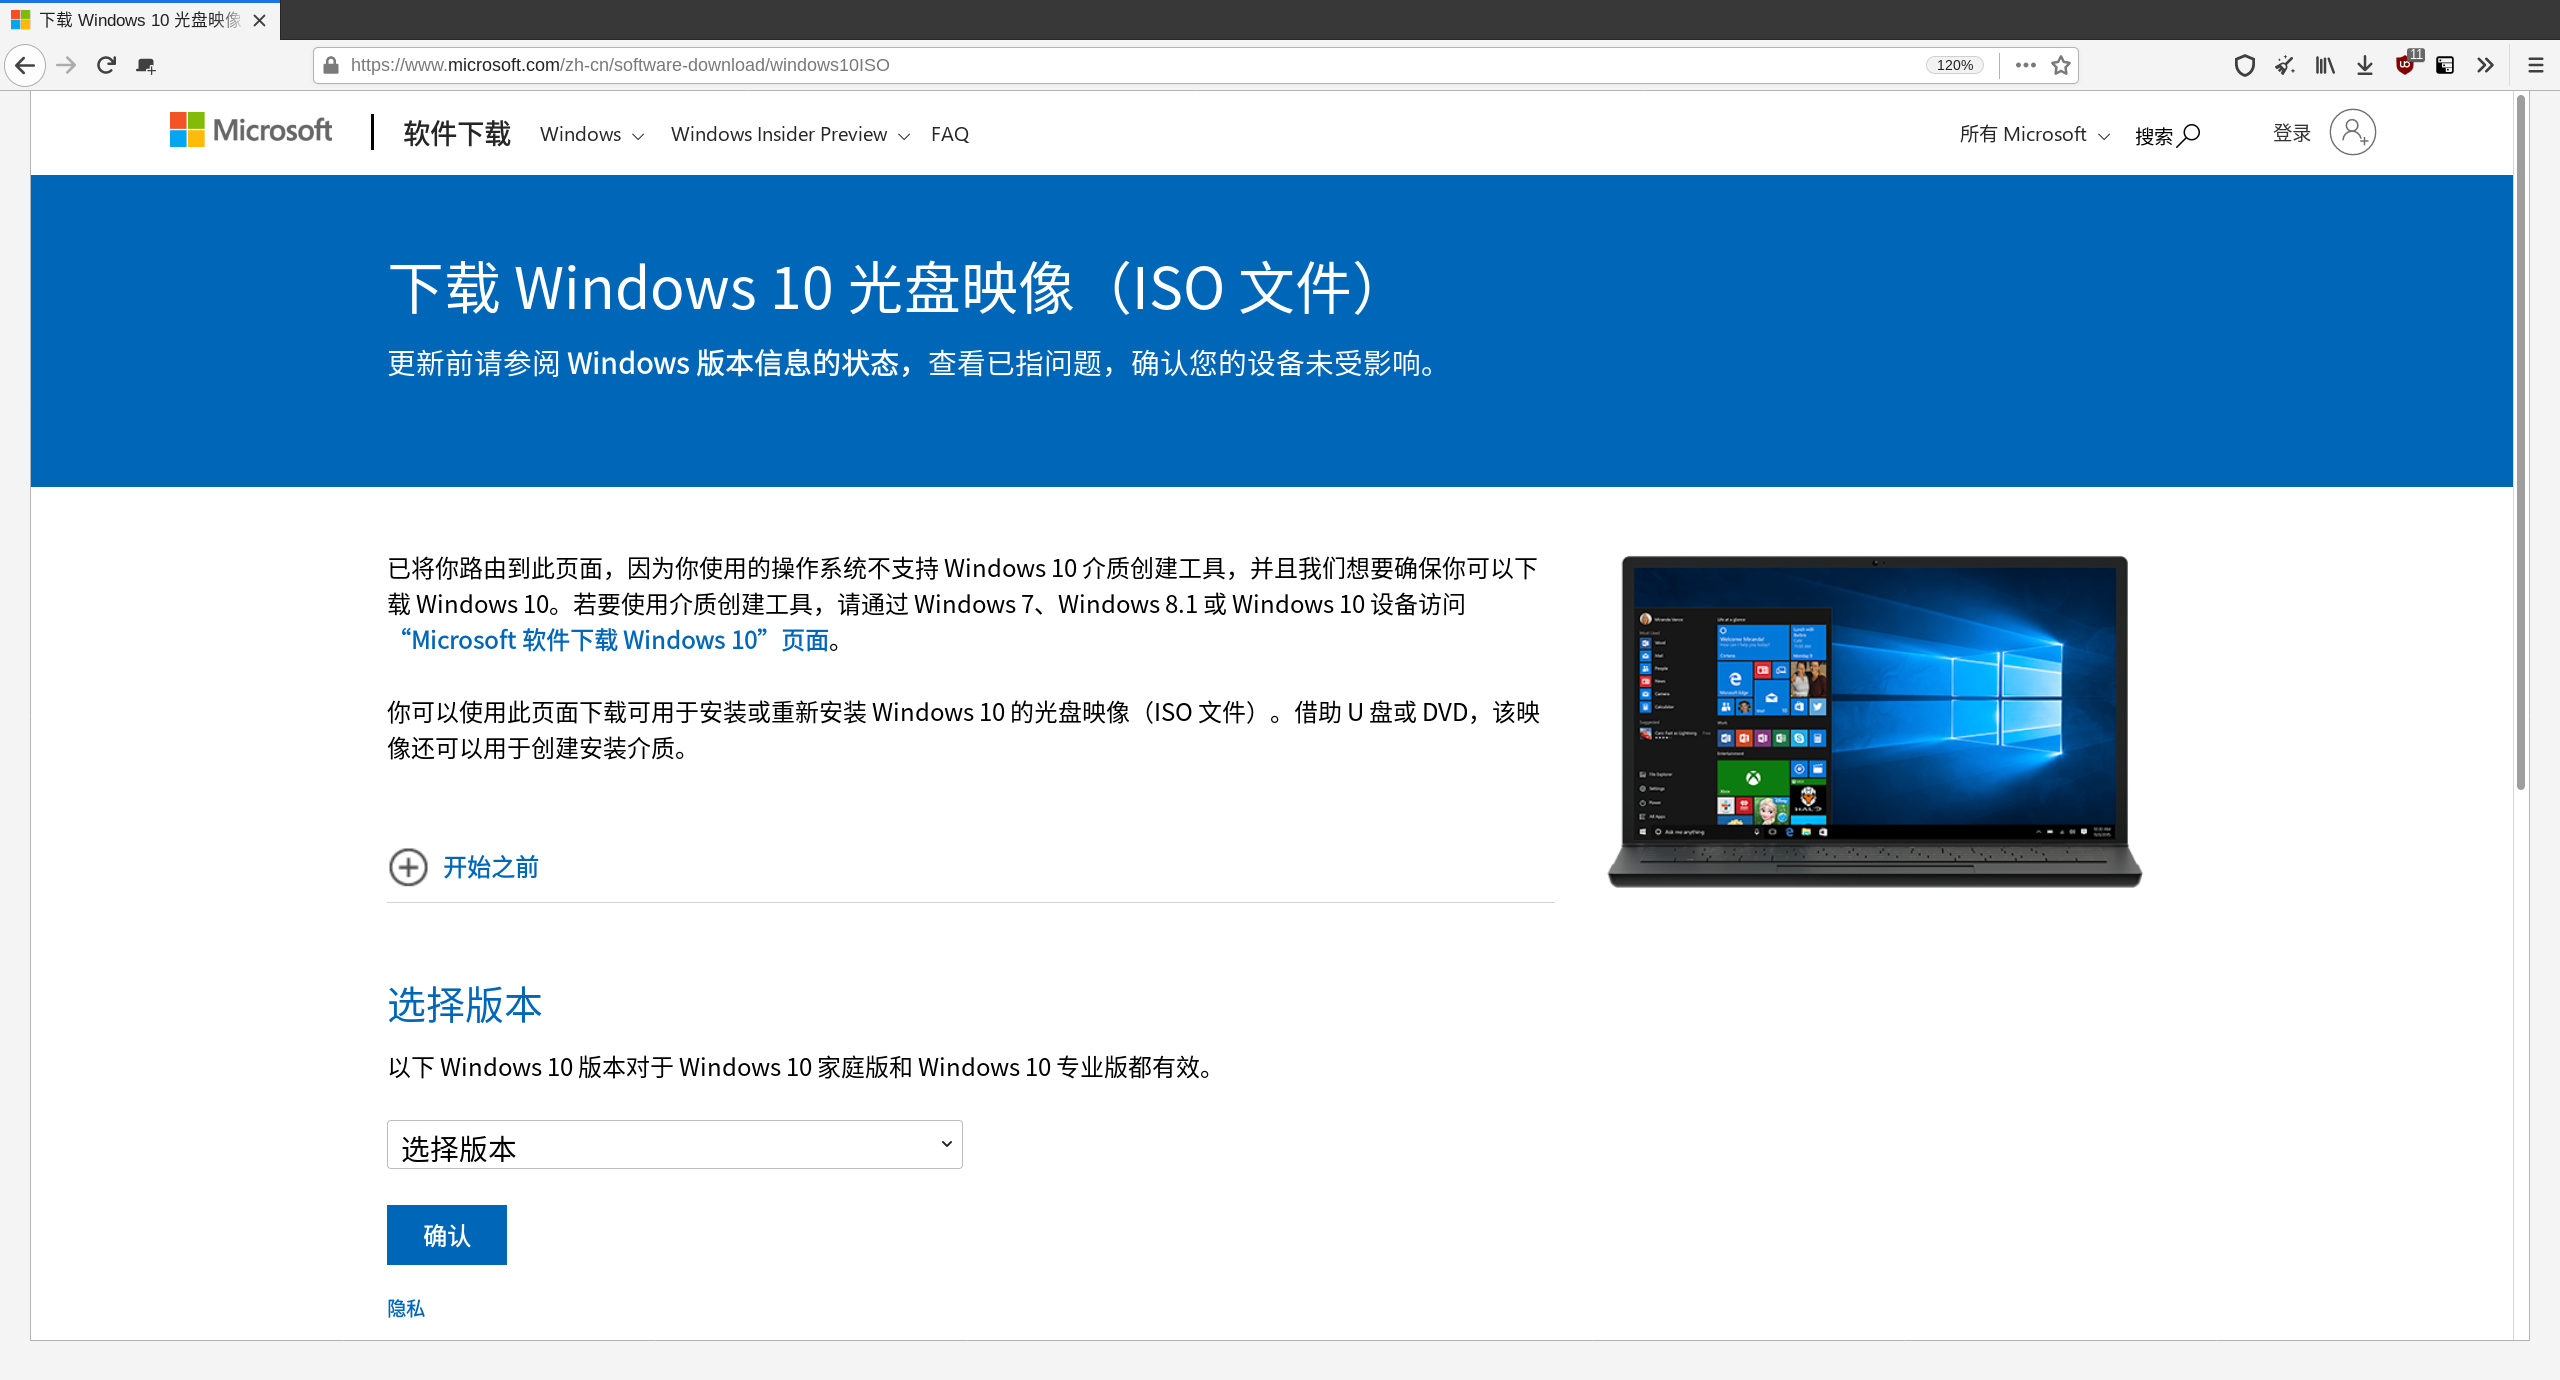 下载 Windows 10 光盘映像
https://www.microsoft.com/zh-cn/software-download/windows10ISO
120%
11
Microsoft
软件下载
Windows
Windows Insider Preview
FAQ
所有 Microsoft
搜索
登录
下载 Windows 10 光盘映像（ISO 文件）
更新前请参阅 Windows 版本信息的状态，查看已指问题，确认您的设备未受影响。
已将你路由到此页面，因为你使用的操作系统不支持 Windows 10 介质创建工具，并且我们想要确保你可以下
载 Windows 10。若要使用介质创建工具，请通过 Windows 7、Windows 8.1 或 Windows 10 设备访问
“Microsoft 软件下载 Windows 10”页面。
你可以使用此页面下载可用于安装或重新安装 Windows 10 的光盘映像（ISO 文件）。借助 U 盘或 DVD，该映
像还可以用于创建安装介质。
开始之前
选择版本
以下 Windows 10 版本对于 Windows 10 家庭版和 Windows 10 专业版都有效。
选择版本
确认
隐私